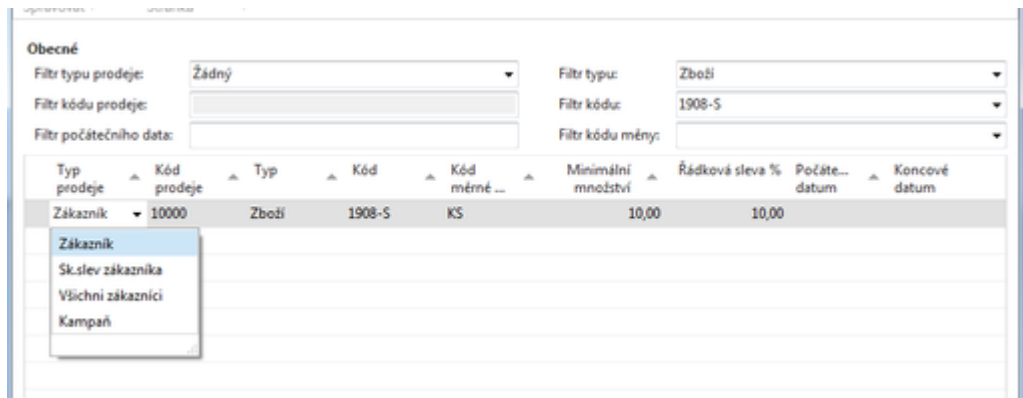 Spravovat Stránka
Obecné
Filtr typu prodeje: Žádný Filtr typu: Zboží
Filtr kódu prodeje: Filtr kódu: 1908-S
Filtr počátečního data: Filtr kódu měny:
Typ prodeje Kód prodeje Typ Kód Kód měrné ... Minimální množství Řádková sleva % Počáte... datum Koncové datum
Zákazník 10000 Zboží 1908-S KS 10,00 10,00
Zákazník
Sk.slev zákazníka
Všichni zákazníci
Kampaň